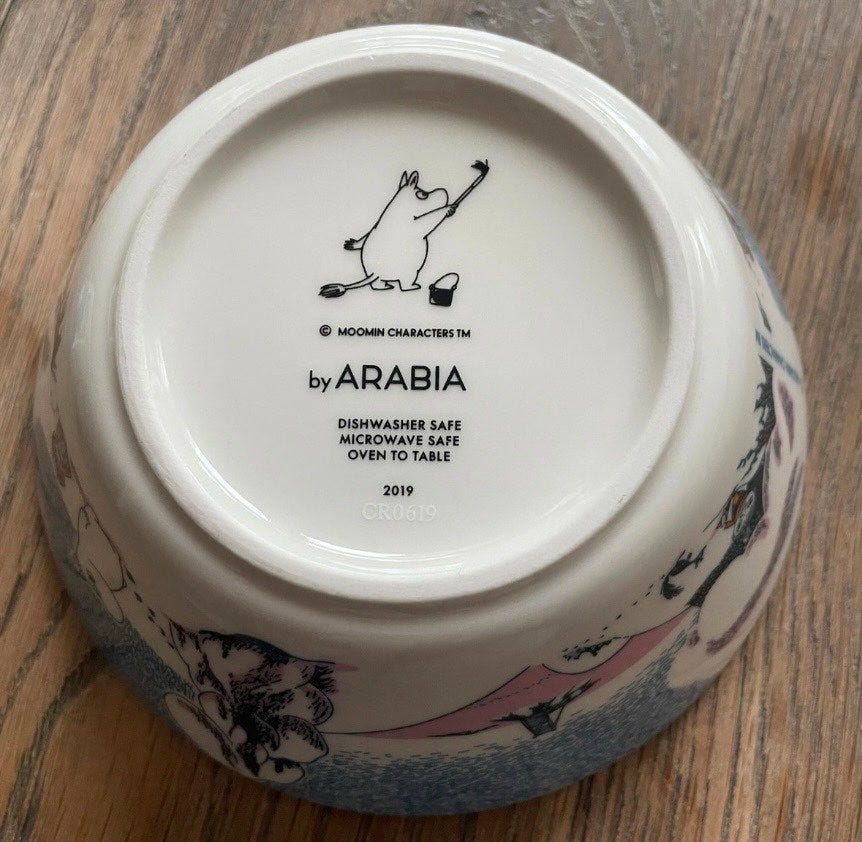 © MOOMIN CHARACTERS TM
by ARABIA
DISHWASHER SAFE
MICROWAVE SAFE
OVEN TO TABLE
2019
CR0619